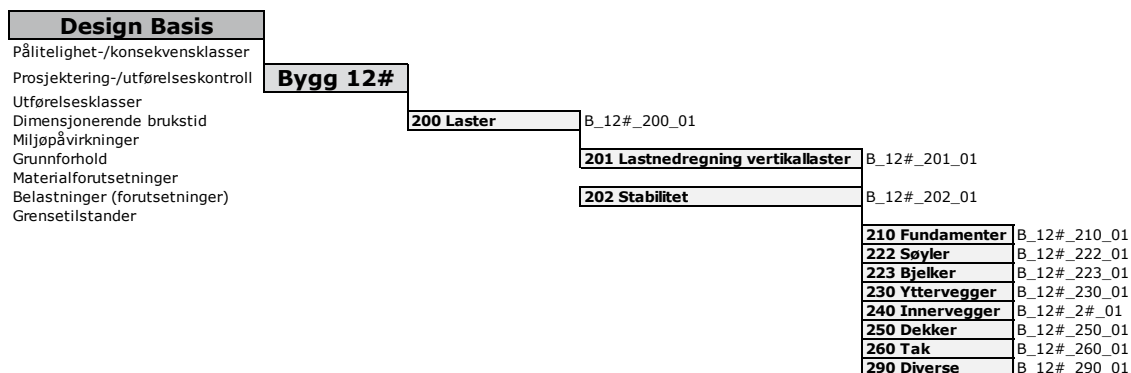 Design Basis
Pålitelighet-/konsekvensklasser
Prosjektering-/utførelseskontroll Bygg 12#
Utførelsesklasser
Dimensjonerende brukstid 200 Laster B_12#_200_01
Miljøpåvirkninger
Grunnforhold 201 Lastnedregning vertikallaster B_12#_201_01
Materialforutsetninger
Belastninger (forutsetninger) 202 Stabilitet B_12#_202_01
Grensetilstander
210 Fundamenter B_12#_210_01
222 Søyler B_12#_222_01
223 Bjelker B_12#_223_01
230 Yttervegger B_12#_230_01
240 Innervegger B_12#_2#_01
250 Dekker B_12#_250_01
260 Tak B_12#_260_01
290 Diverse B_12#_290_01